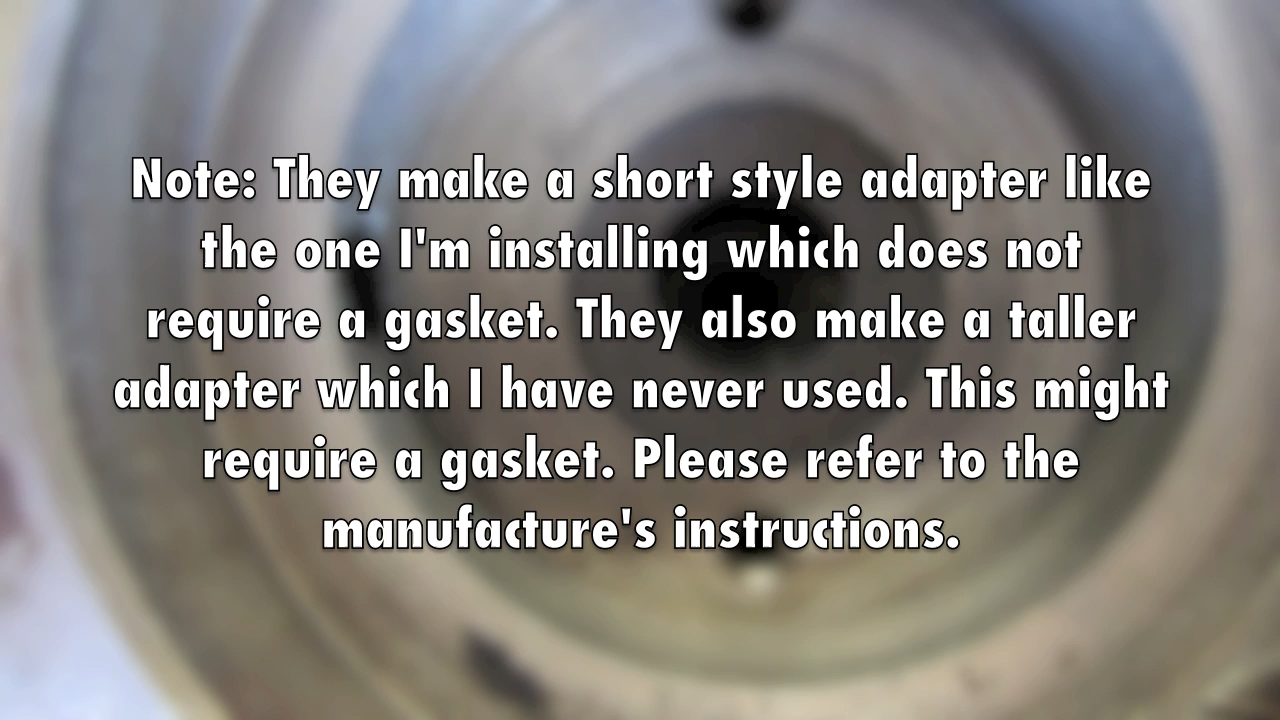 Note: They make a short style adapter like
the one I'm installing which does not
require a gasket. They also make a taller
adapter which I have never used. This might
require a gasket. Please refer to the
manufacture's instructions.